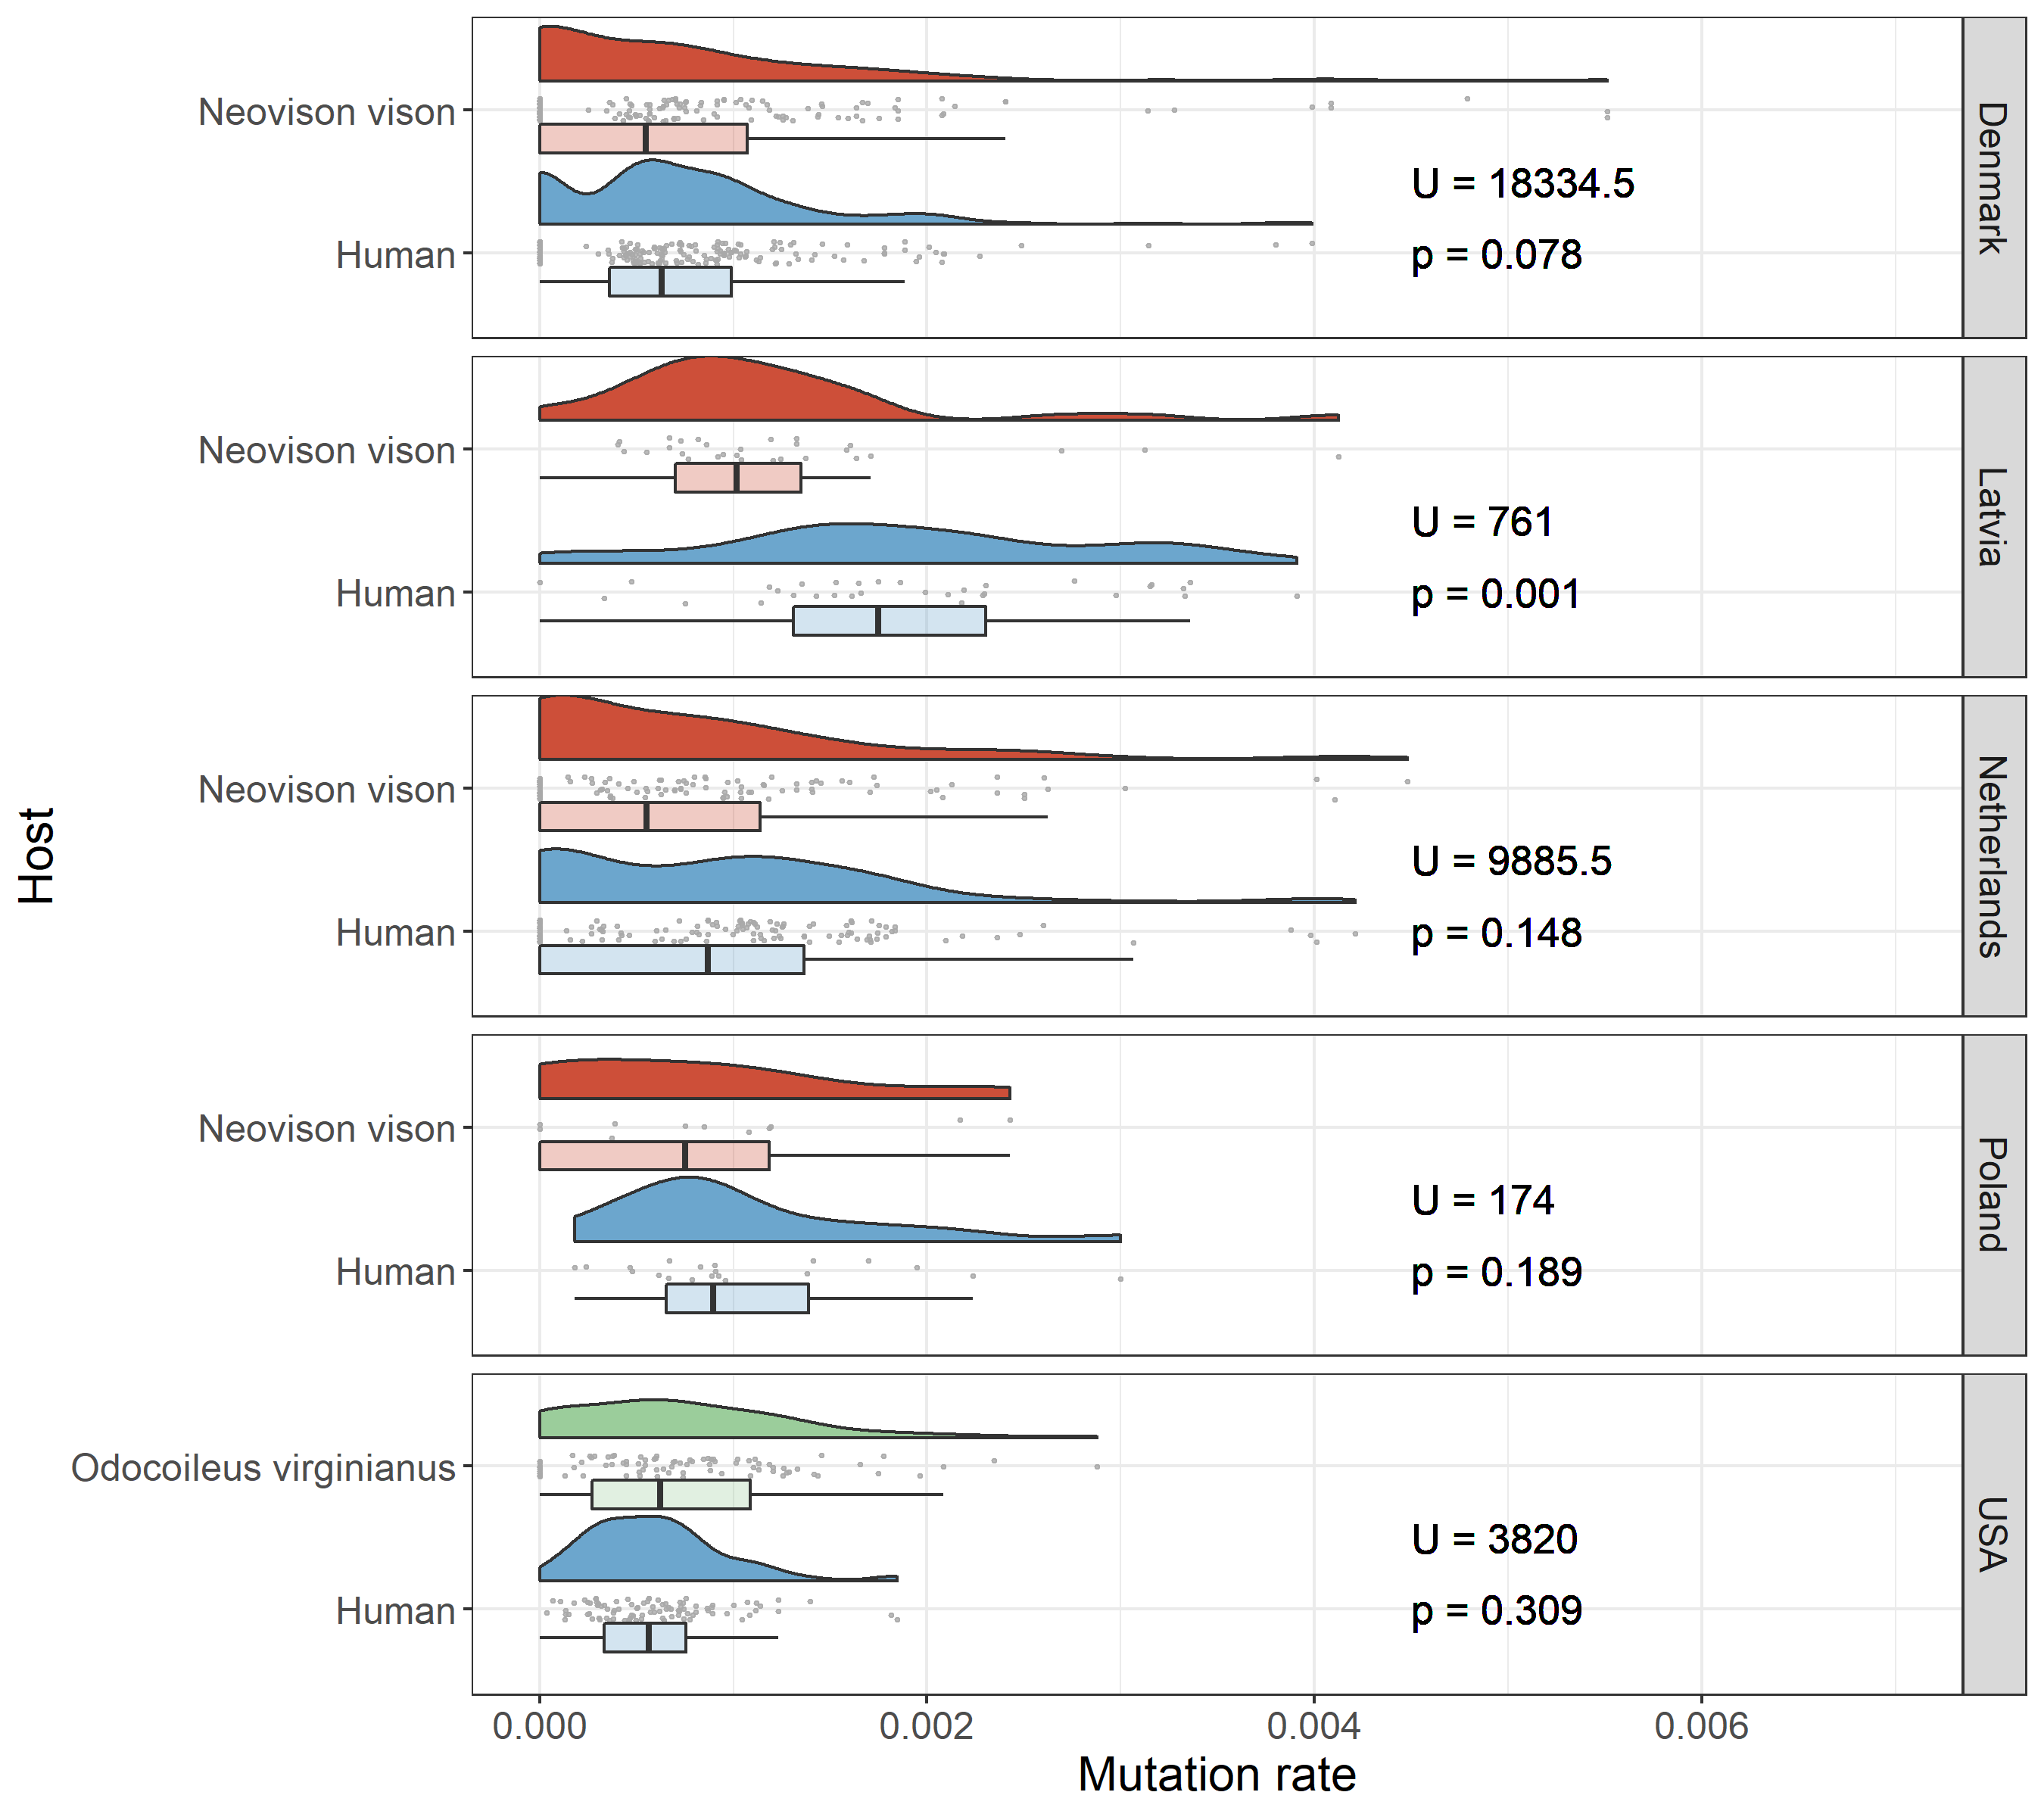 Host
Denmark
Neovison vison
U = 18334.5
Human
p = 0.078
Latvia
Neovison vison
U = 761
Human
p = 0.001
Netherlands
Neovison vison
U = 9885.5
Human
p = 0.148
Poland
Neovison vison
U = 174
Human
p = 0.189
USA
Odocoileus virginianus
U = 3820
Human
p = 0.309
0.000 0.002 0.004 0.006
Mutation rate